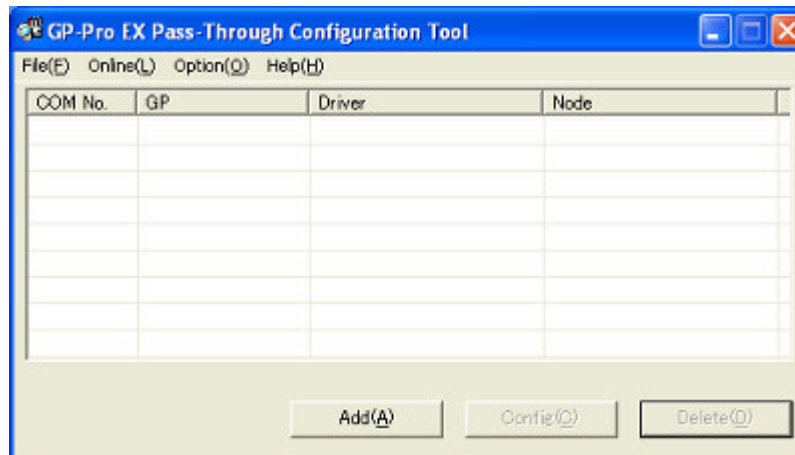 GP-Pro EX Pass-Through Configuration Tool
File(F) Online(L) Option(O) Help(H)
COM No. GP Driver Node
Add(A) Config(C) Delete(D)